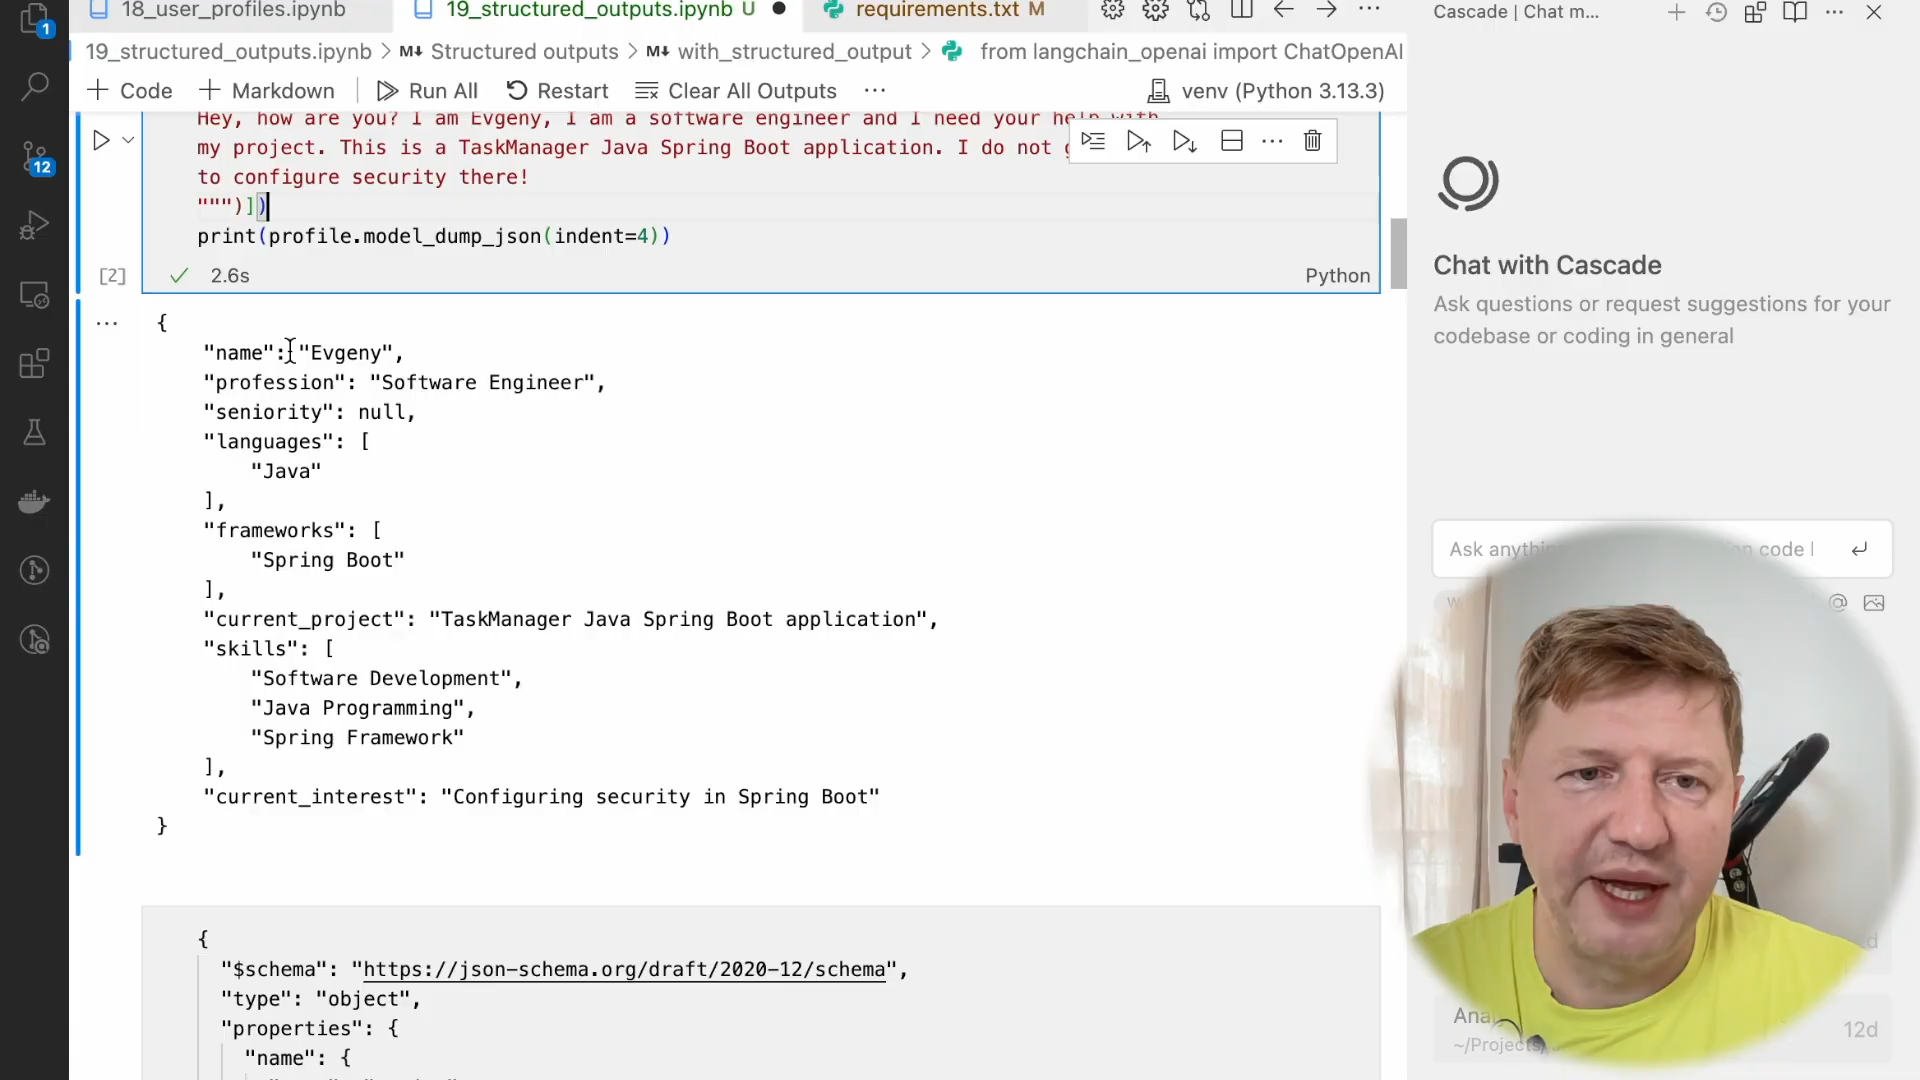 18_user_profiles.ipynb
19_structured_outputs.ipynb U
requirements.txt M
Cascade | Chat m...
19_structured_outputs.ipynb > M↓ Structured outputs > M↓ with_structured_output > from langchain_openai import ChatOpenAI
+ Code + Markdown Run All Restart Clear All Outputs ... venv (Python 3.13.3)
Hey, how are you? I am Evgeny, I am a software engineer and I need your help with
my project. This is a TaskManager Java Spring Boot application. I do not
to configure security there!
""")])
print(profile.model_dump_json(indent=4))
[2] 2.6s Python
{
"name": "Evgeny",
"profession": "Software Engineer",
"seniority": null,
"languages": [
"Java"
],
"frameworks": [
"Spring Boot"
],
"current_project": "TaskManager Java Spring Boot application",
"skills": [
"Software Development",
"Java Programming",
"Spring Framework"
],
"current_interest": "Configuring security in Spring Boot"
}
{
"$schema": "https://json-schema.org/draft/2020-12/schema",
"type": "object",
"properties": {
"name": {
1
12
Chat with Cascade
Ask questions or request suggestions for your
codebase or coding in general
Ask code
12d
~/Projects/